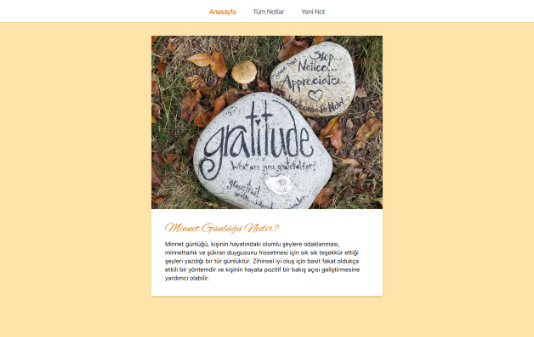 Anasayfa Tüm Notlar Yeni Not
Stop...
Notice...
Appreciate..
gratitude
What are you grateful for?
Minnet Günlüğü Nedir?
Minnet günlüğü, kişinin hayatındaki olumlu şeylere odaklanması,
minnettarlık ve şükran duygusunu hissetmesi için sık sık teşekkür ettiği
şeyleri yazdığı bir tür günlüktür. Zihinsel iyi oluş için basit fakat oldukça
etkili bir yöntemdir ve kişinin hayata pozitif bir bakış açısı geliştirmesine
yardımcı olabilir.